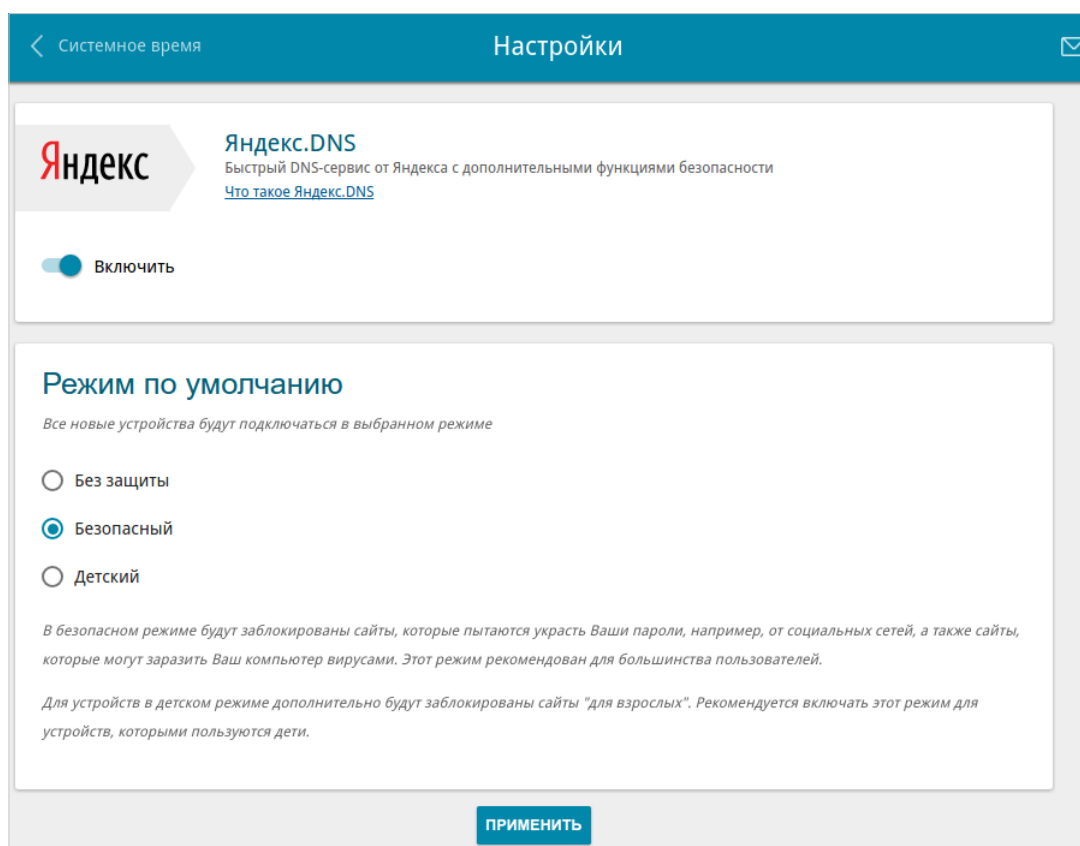 Системное время
Настройки
Яндекс
Яндекс.DNS
Быстрый DNS-сервис от Яндекса с дополнительными функциями безопасности
Что такое Яндекс.DNS
Включить
Режим по умолчанию
Все новые устройства будут подключаться в выбранном режиме
Без защиты
Безопасный
Детский
В безопасном режиме будут заблокированы сайты, которые пытаются украсть Ваши пароли, например, от социальных сетей, а также сайты,
которые могут заразить Ваш компьютер вирусами. Этот режим рекомендован для большинства пользователей.
Для устройств в детском режиме дополнительно будут заблокированы сайты "для взрослых". Рекомендуется включать этот режим для
устройств, которыми пользуются дети.
ПРИМЕНИТЬ